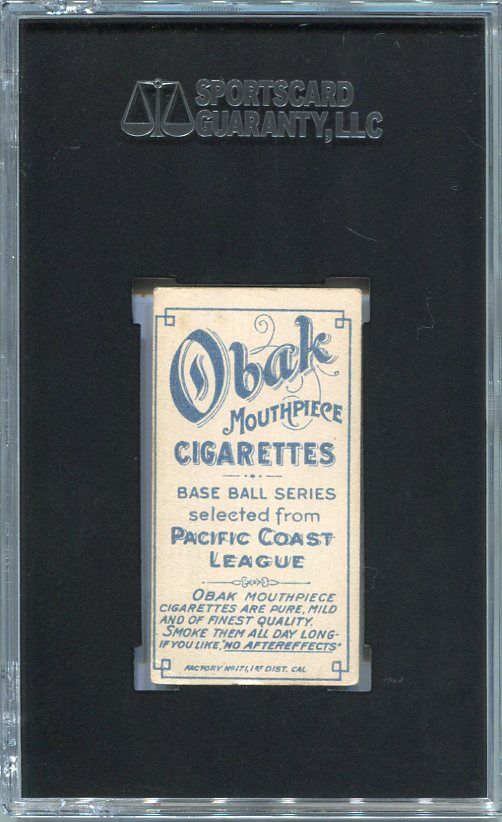 SPORTSCARD
GUARANTY, LLC
Obak
MOUTHPIECE
CIGARETTES
BASE BALL SERIES
selected from
PACIFIC COAST
LEAGUE
OBAK MOUTHPIECE
CIGARETTES ARE PURE, MILD
AND OF FINEST QUALITY.
SMOKE THEM ALL DAY LONG-
IF YOU LIKE, "NO AFTEREFFECTS"
FACTORY No 171, 1ST DIST. CAL